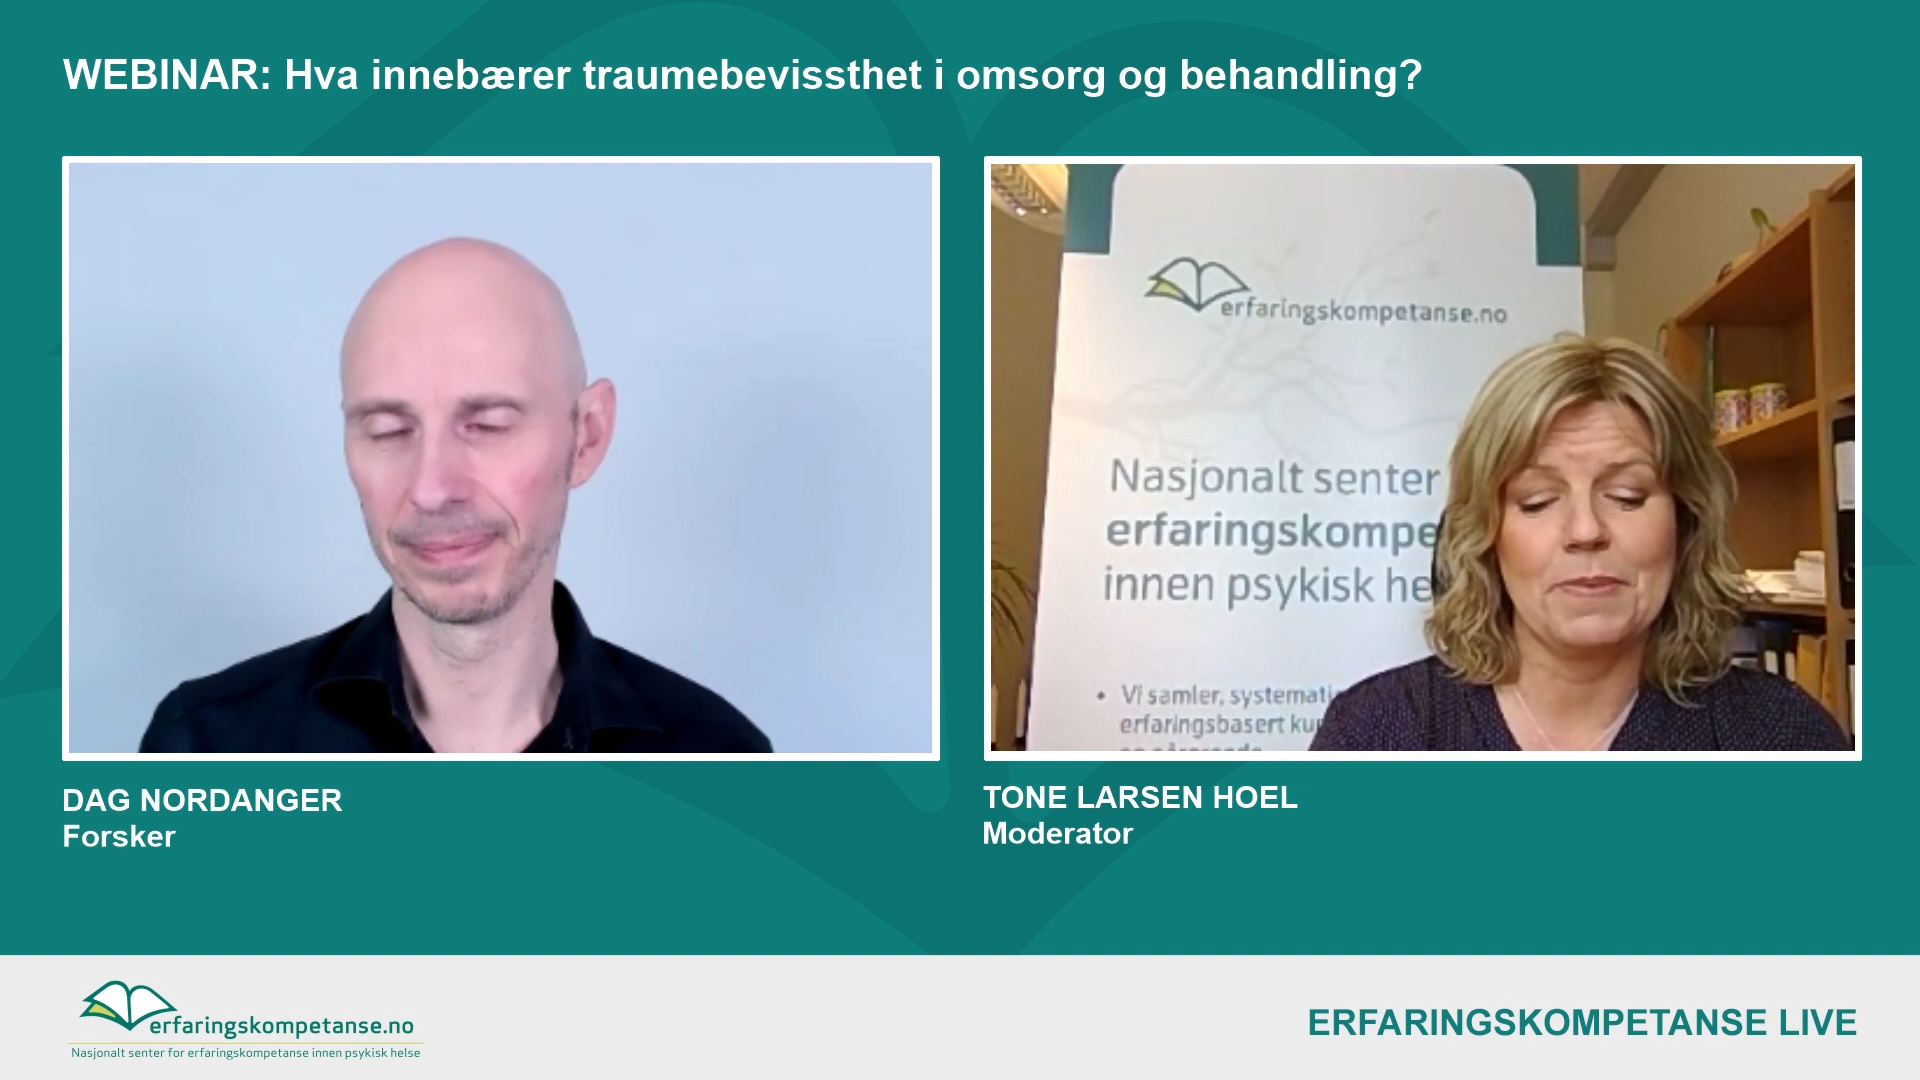 WEBINAR: Hva innebærer traumebevissthet i omsorg og behandling?
erfaringskompetanse.no
Nasjonalt senter
erfaringskompe
innen psykisk he
• Vi samler, systemati
erfaringsbasert ku
DAG NORDANGER
Forsker
TONE LARSEN HOEL
Moderator
erfaringskompetanse.no
Nasjonalt senter for erfaringskompetanse innen psykisk helse
ERFARINGSKOMPETANSE LIVE